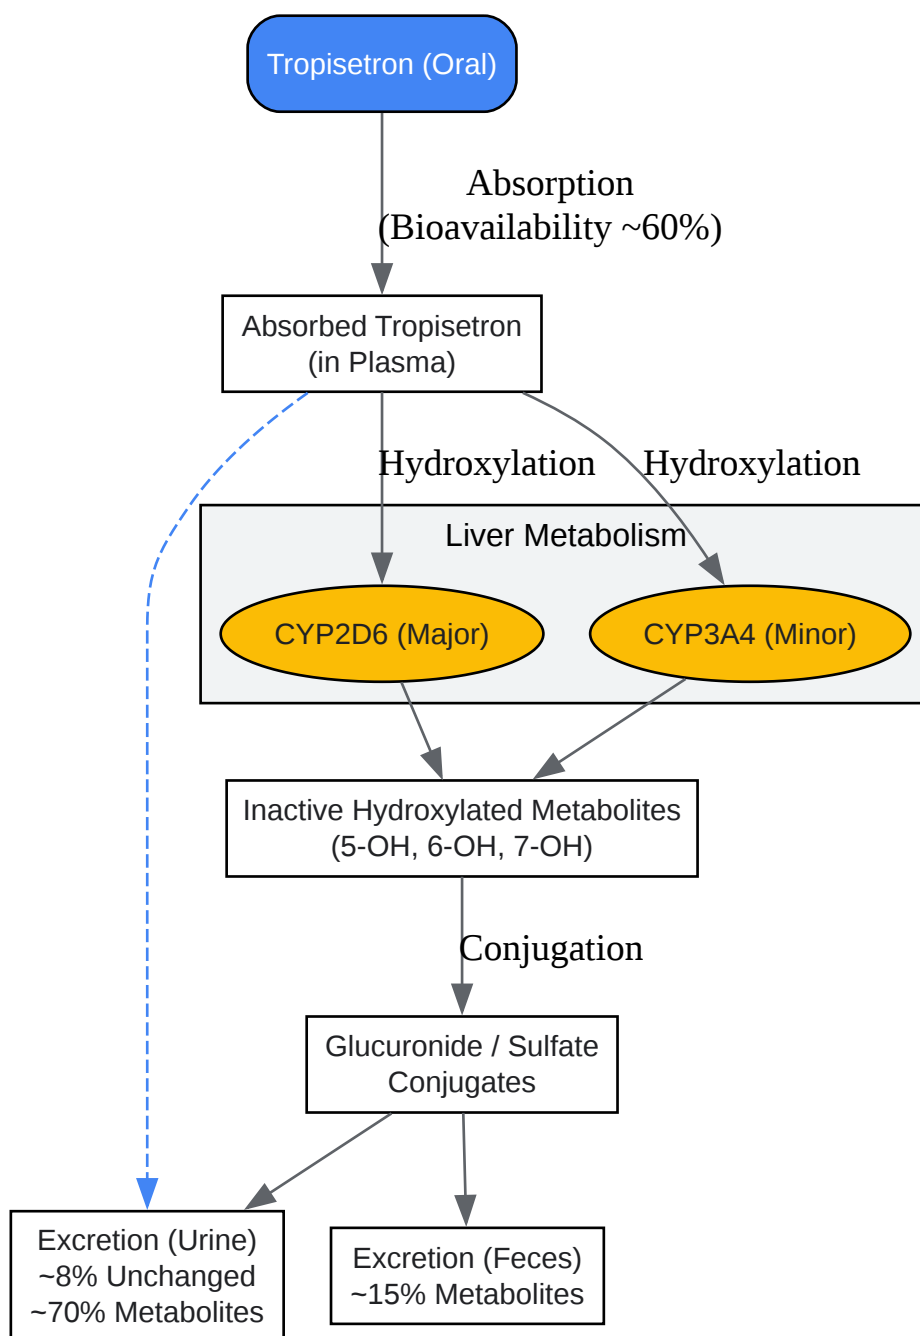 Tropisetron (Oral)
Absorption
(Bioavailability ~60%)
Absorbed Tropisetron
(in Plasma)
Hydroxylation
Hydroxylation
Liver Metabolism
CYP2D6 (Major)
CYP3A4 (Minor)
Inactive Hydroxylated Metabolites
(5-OH, 6-OH, 7-OH)
Conjugation
Glucuronide / Sulfate
Conjugates
Excretion (Urine)
~8% Unchanged
~70% Metabolites
Excretion (Feces)
~15% Metabolites